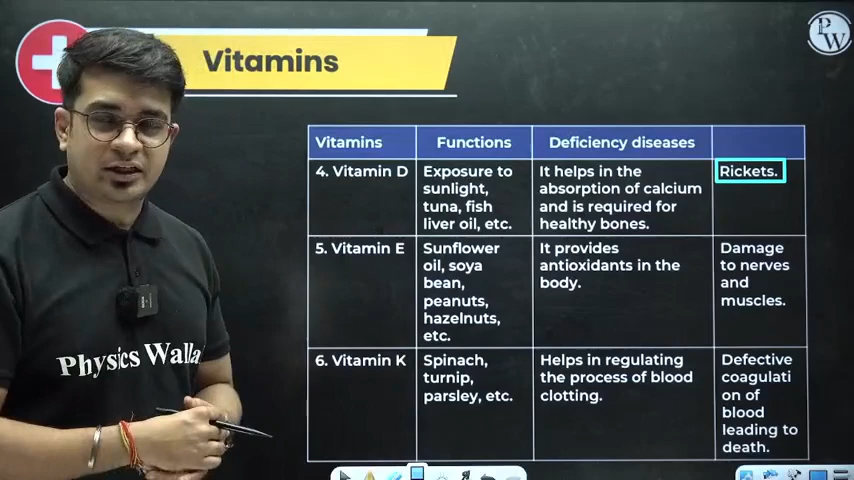 Vitamins
P
W
Vitamins Functions Deficiency diseases
4. Vitamin D
Exposure to
sunlight,
tuna, fish
liver oil, etc.
It helps in the
absorption of calcium
and is required for
healthy bones.
Rickets.
5. Vitamin E
Sunflower
oil, soya
bean,
peanuts,
hazelnuts,
etc.
It provides
antioxidants in the
body.
Damage
to nerves
and
muscles.
6. Vitamin K
Spinach,
turnip,
parsley, etc.
Helps in regulating
the process of blood
clotting.
Defective
coagulati
on of
blood
leading to
death.
Physics Walla